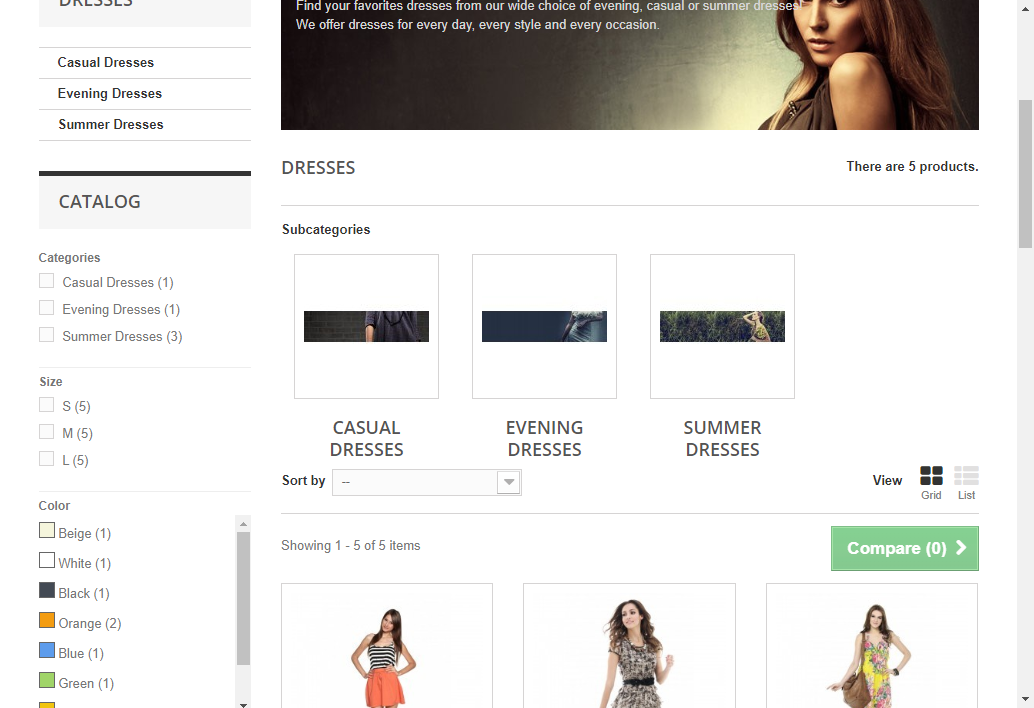 DRESSES
Casual Dresses
Evening Dresses
Summer Dresses
CATALOG
Categories
Casual Dresses (1)
Evening Dresses (1)
Summer Dresses (3)
Size
S (5)
M (5)
L (5)
Color
Beige (1)
White (1)
Black (1)
Orange (2)
Blue (1)
Green (1)
Find your favorites dresses from our wide choice of evening, casual or summer dresses!
We offer dresses for every day, every style and every occasion.
DRESSES
There are 5 products.
Subcategories
CASUAL
DRESSES
EVENING
DRESSES
SUMMER
DRESSES
Sort by
--
View
Grid
List
Showing 1 - 5 of 5 items
Compare (0)